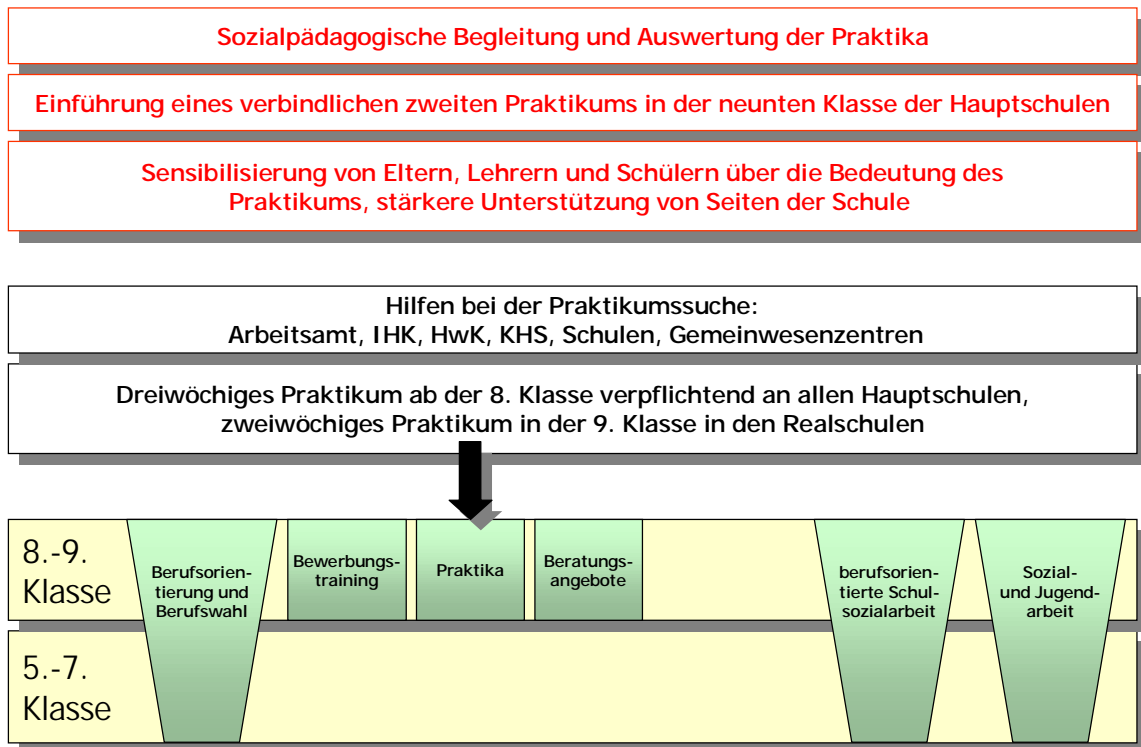 Sozialpädagogische Begleitung und Auswertung der Praktika
Einführung eines verbindlichen zweiten Praktikums in der neunten Klasse der Hauptschulen
Sensibilisierung von Eltern, Lehrern und Schülern über die Bedeutung des
Praktikums, stärkere Unterstützung von Seiten der Schule
Hilfen bei der Praktikumssuche:
Arbeitsamt, IHK, HwK, KHS, Schulen, Gemeinwesenzentren
Dreiwöchiges Praktikum ab der 8. Klasse verpflichtend an allen Hauptschulen,
zweiwöchiges Praktikum in der 9. Klasse in den Realschulen
8.-9.
Klasse
Berufsorien-
tierung und
Berufswahl
Bewerbungs-
training
Praktika
Beratungs-
angebote
berufsorien-
tierte Schul-
sozialarbeit
Sozial-
und Jugend-
arbeit
5.-7.
Klasse